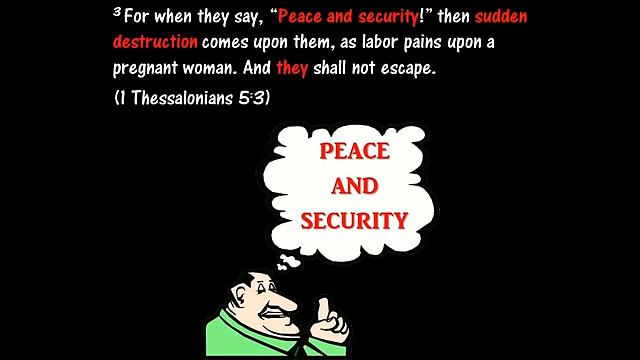 ³ For when they say, “Peace and security!” then sudden
destruction comes upon them, as labor pains upon a
pregnant woman. And they shall not escape.
(1 Thessalonians 5:3)
PEACE
AND
SECURITY